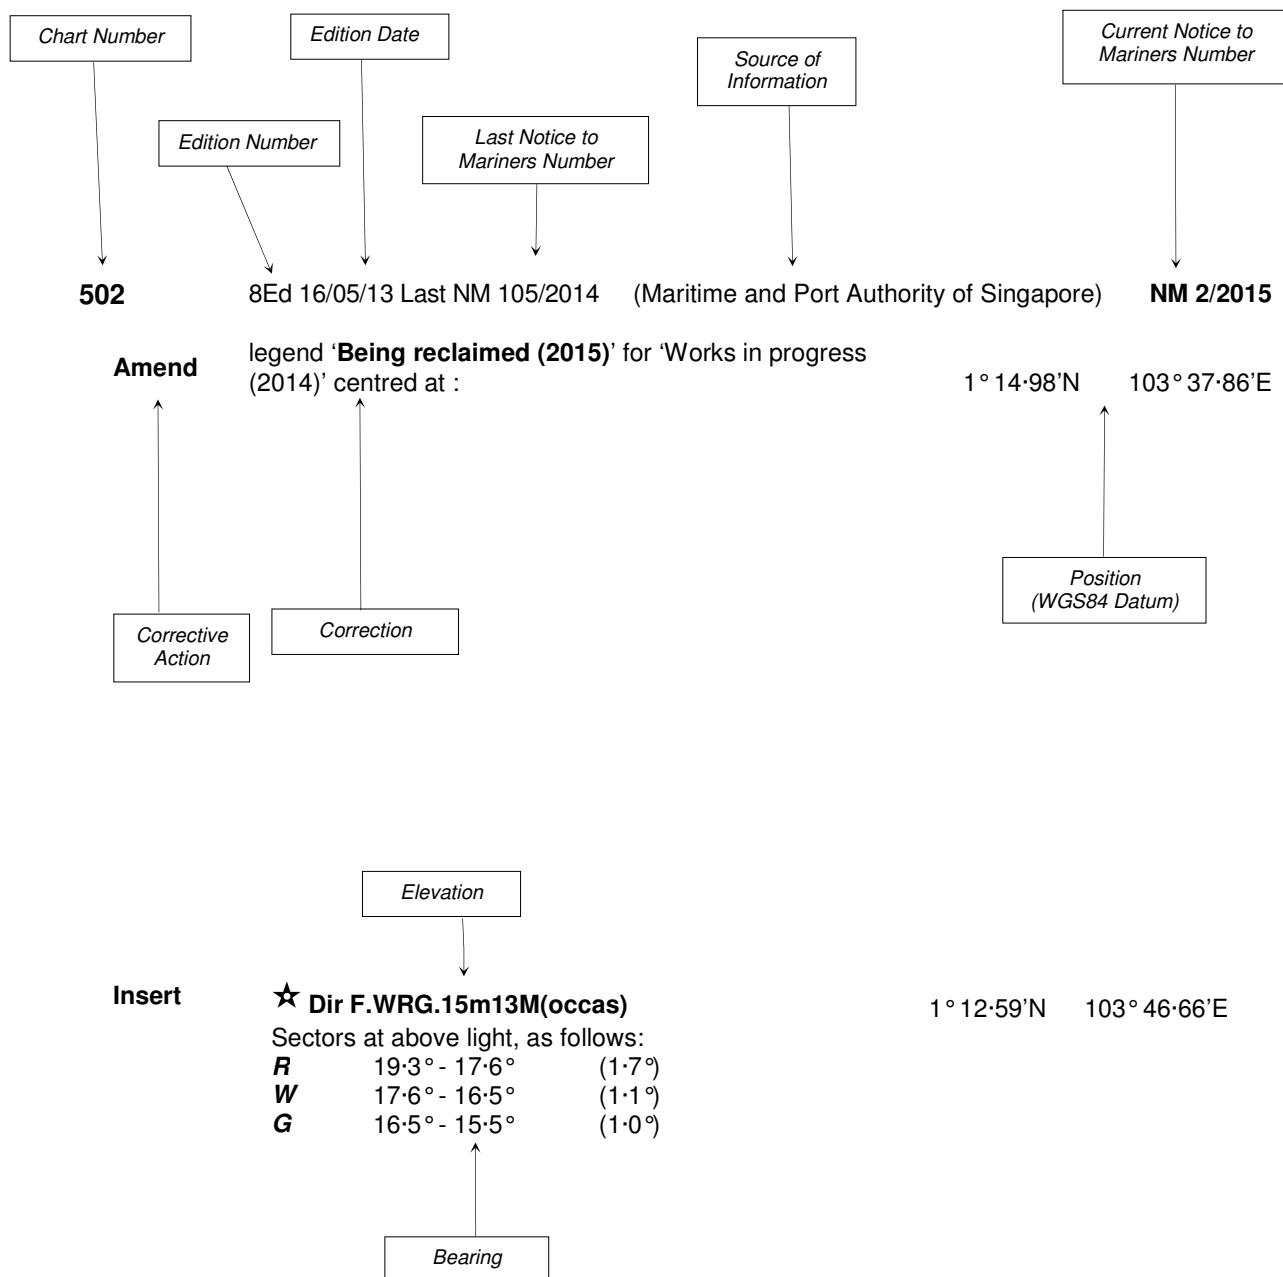 Chart Number
Edition Date
Source of
Information
Current Notice to
Mariners Number
Edition Number
Last Notice to
Mariners Number
502 8Ed 16/05/13 Last NM 105/2014 (Maritime and Port Authority of Singapore) NM 2/2015
Amend legend ‘Being reclaimed (2015)’ for ‘Works in progress
(2014)’ centred at : 1° 14·98’N 103° 37·86’E
Position
(WGS84 Datum)
Corrective
Action
Correction
Elevation
Insert Dir F.WRG.15m13M(occas) 1° 12·59’N 103° 46·66’E
Sectors at above light, as follows:
R 19·3° - 17·6° (1·7°)
W 17·6° - 16·5° (1·1°)
G 16·5° - 15·5° (1·0°)
Bearing